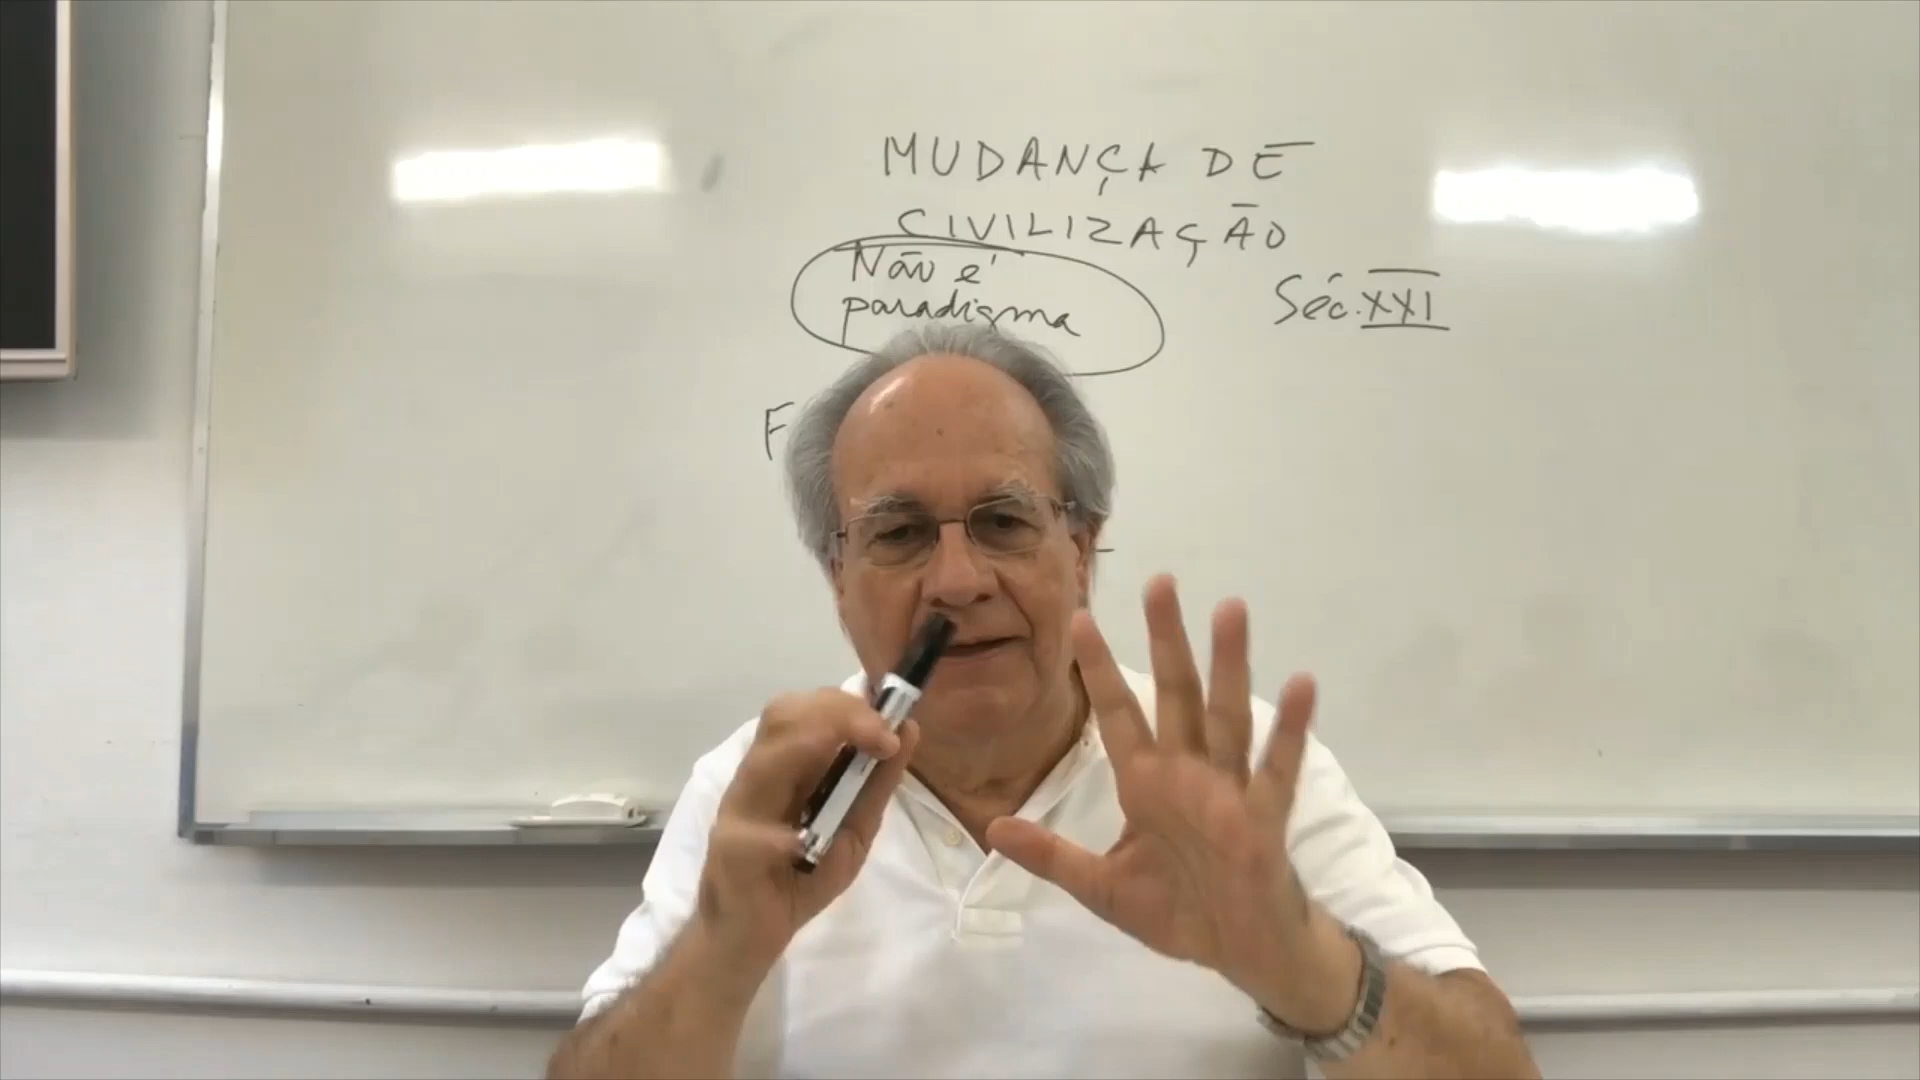 MUDANÇA DE
CIVILIZAÇÃO
Não é
paradigma
Séc. XXI
F